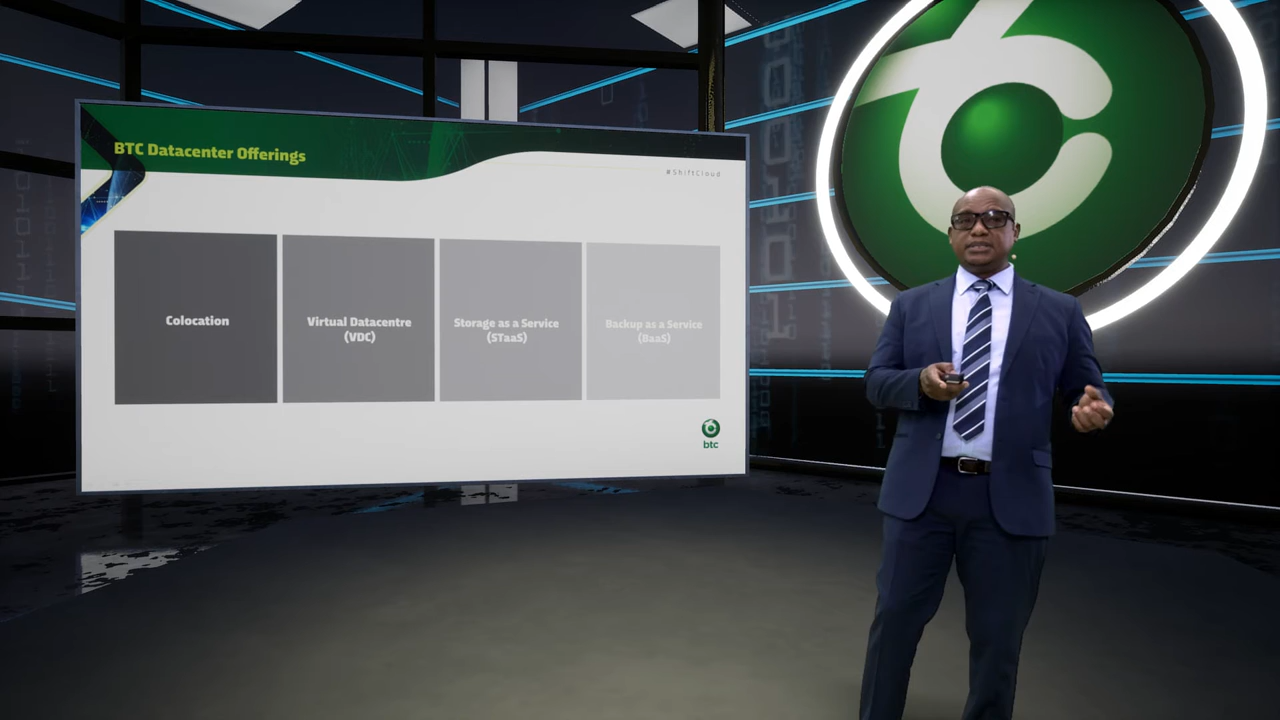 BTC Datacenter Offerings
#ShiftCloud
Colocation
Virtual Datacentre
(VDC)
Storage as a Service
(STaaS)
Backup as a Service
(BaaS)
btc